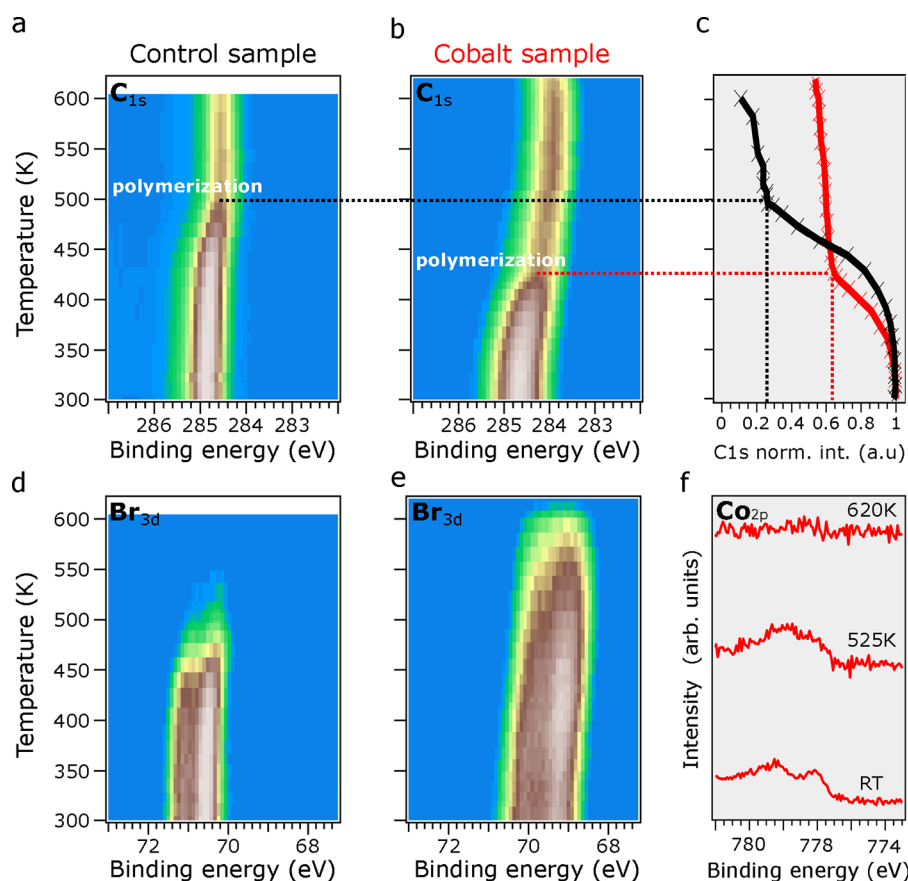 a
Control sample
b
Cobalt sample
c
C1s
C1s
polymerization
polymerization
Temperature (K)
600
550
500
450
400
350
300
286 285 284 283
Binding energy (eV)
286 285 284 283
Binding energy (eV)
0 0.2 0.4 0.6 0.8 1
C1s norm. int. (a.u)
d
e
f
Br3d
Br3d
Co2p
Temperature (K)
600
550
500
450
400
350
300
72 70 68
Binding energy (eV)
72 70 68
Binding energy (eV)
Intensity (arb. units)
620K
525K
RT
780 778 776 774
Binding energy (eV)